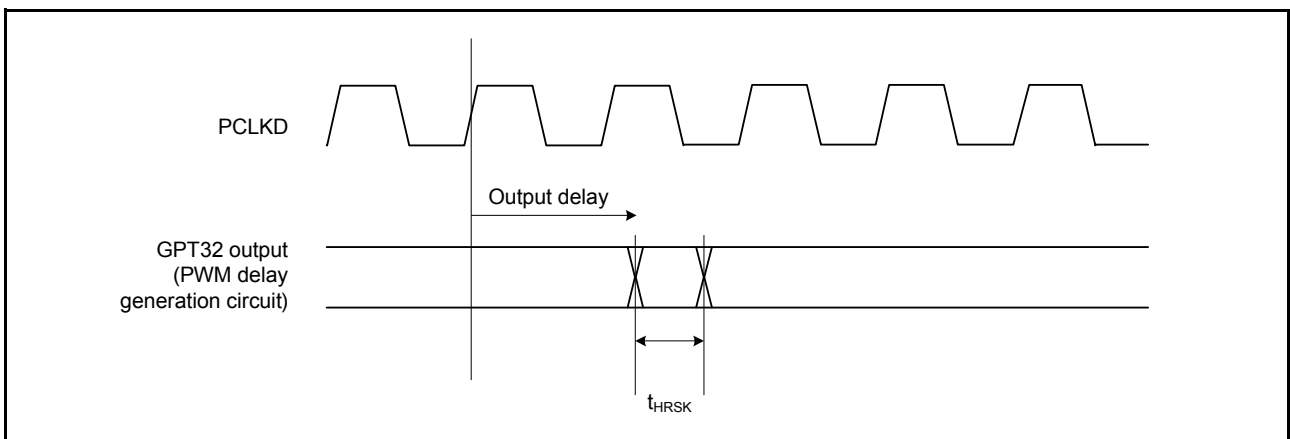 PCLKD
Output delay
GPT32 output
(PWM delay
generation circuit)
tHRSK